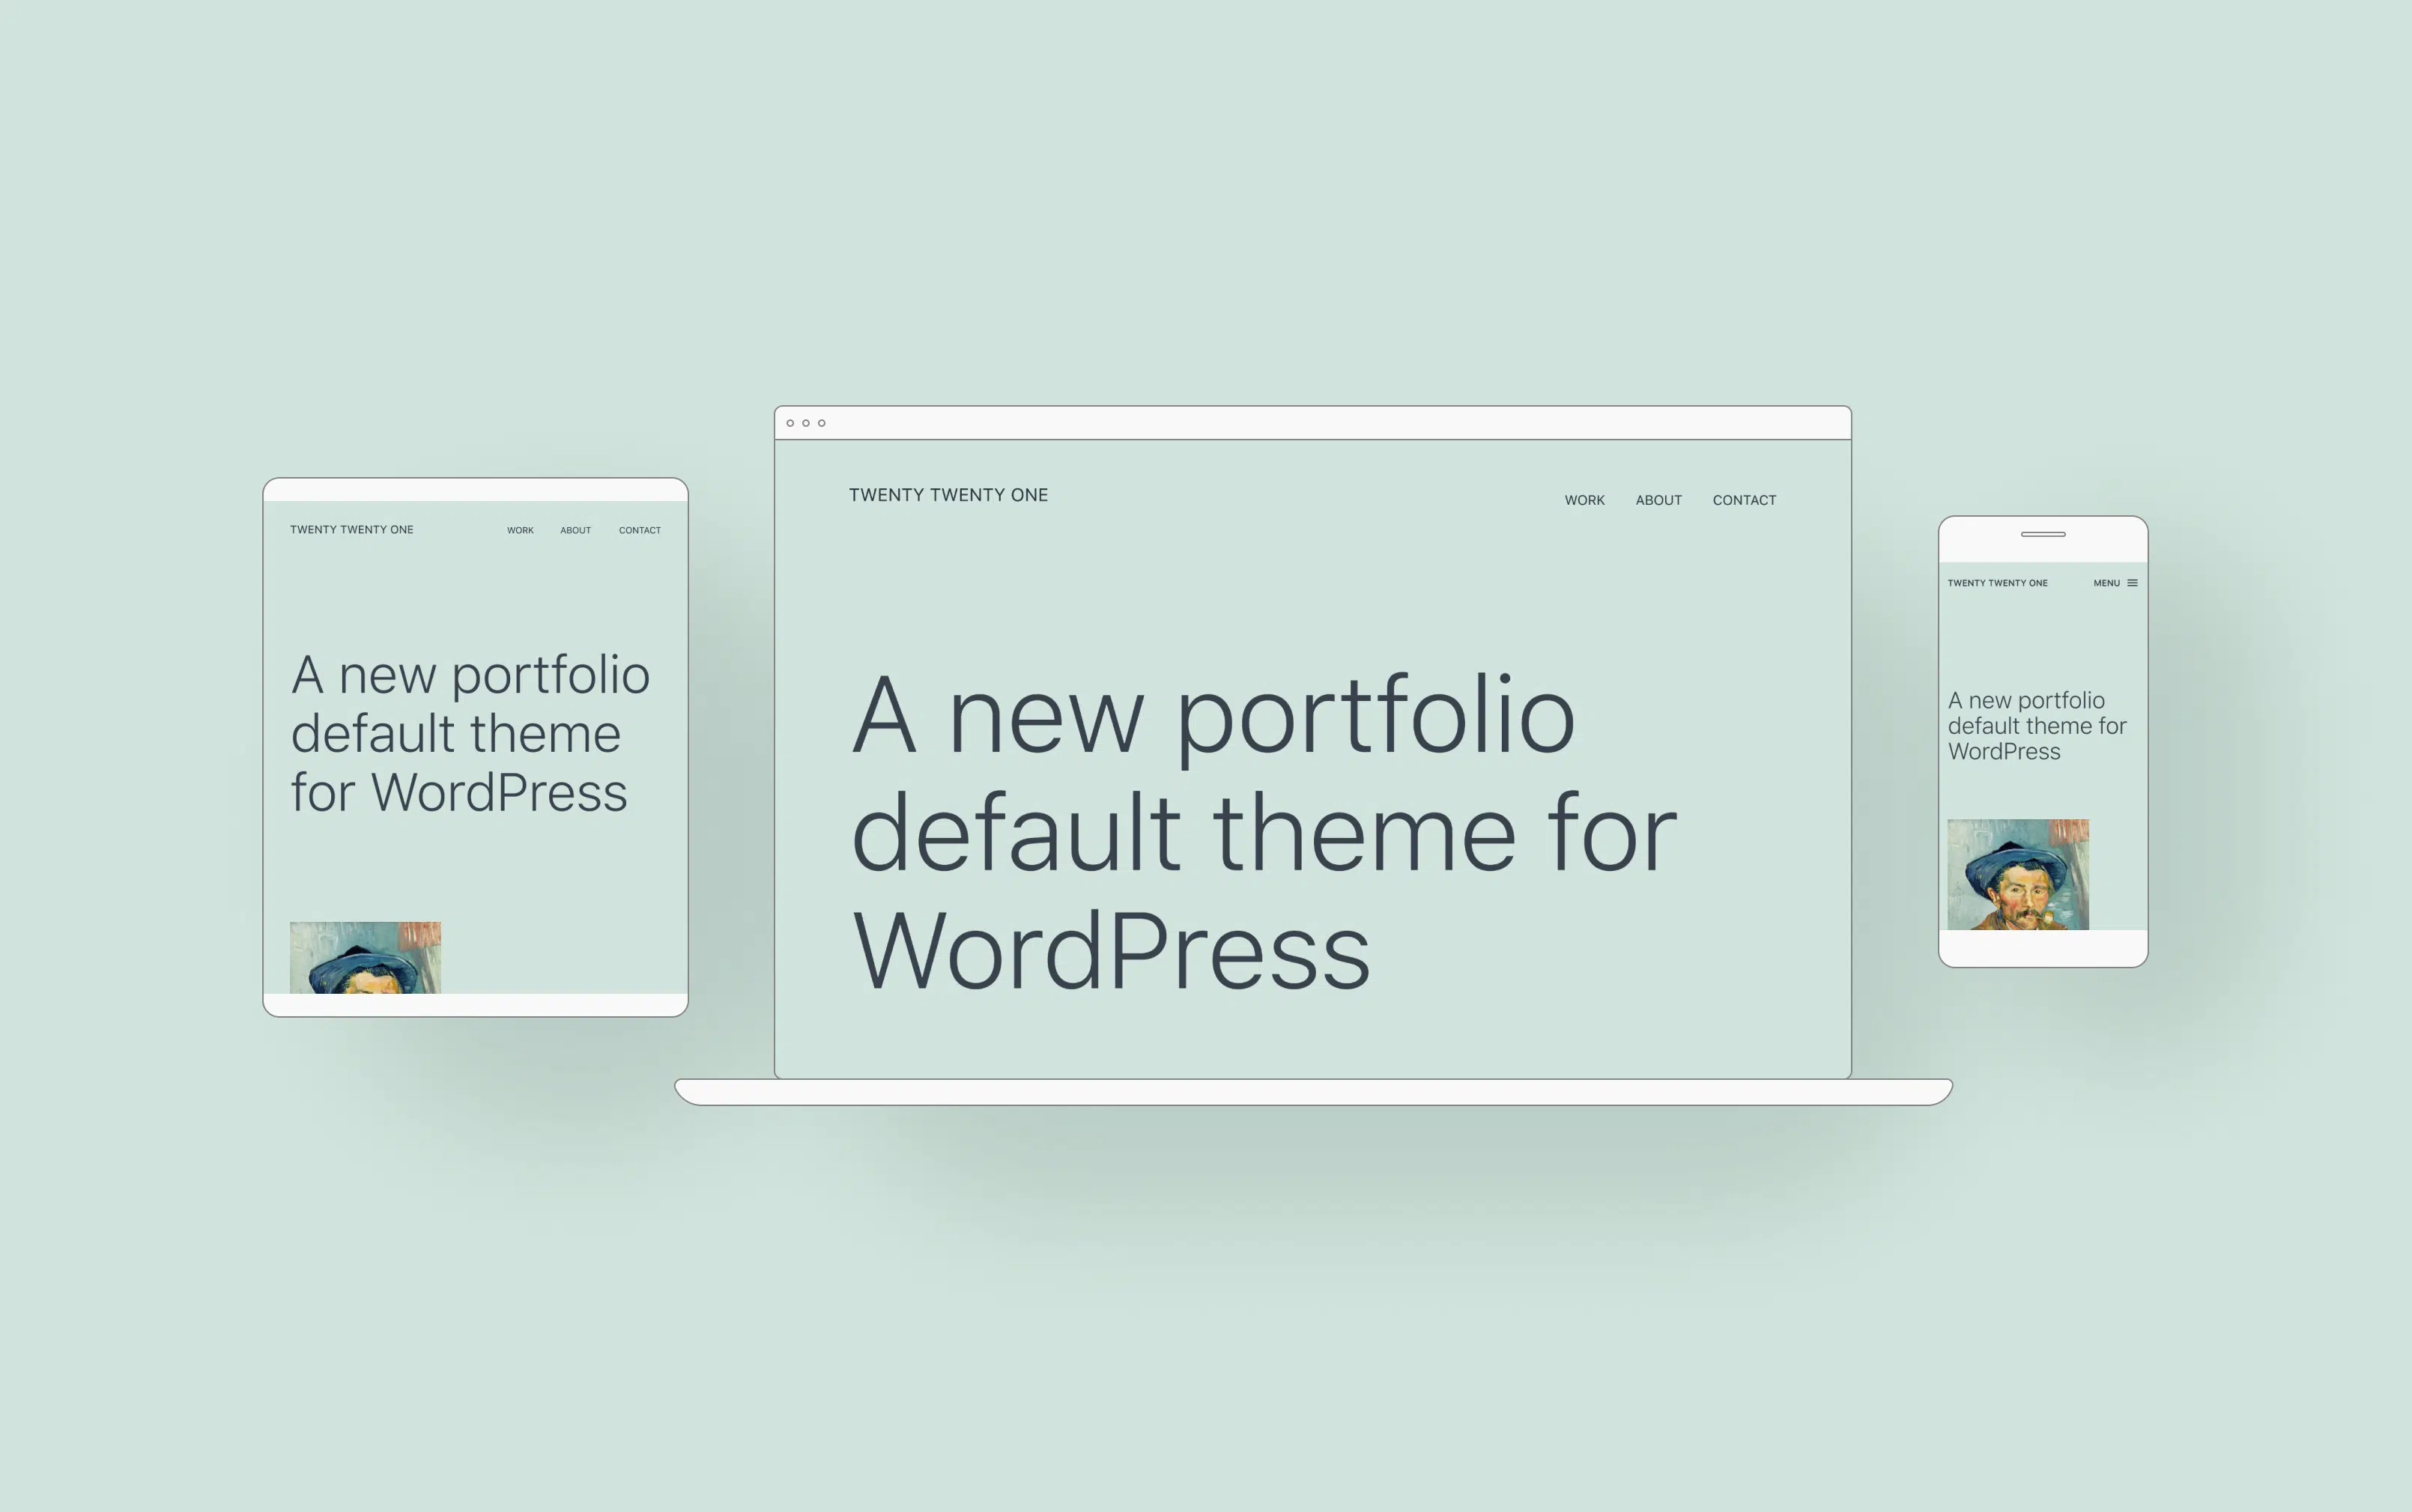 TWENTY TWENTY ONE
WORK ABOUT CONTACT
A new portfolio
default theme
for WordPress
TWENTY TWENTY ONE
WORK ABOUT CONTACT
A new portfolio
default theme for
WordPress
TWENTY TWENTY ONE
MENU
A new portfolio
default theme for
WordPress